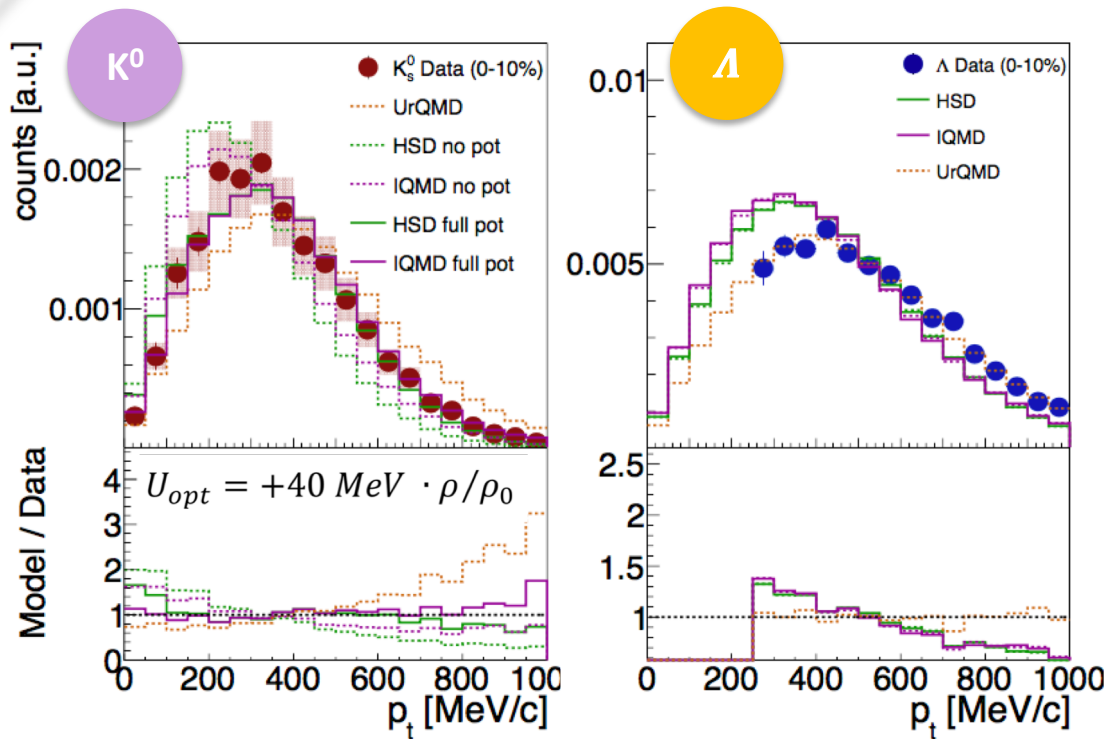 K⁰
counts [a.u.]
0.002
0.001
K⁰ₛ Data (0-10%)
UrQMD
HSD no pot
IQMD no pot
HSD full pot
IQMD full pot
Model / Data
4
3
2
1
0
U_opt = +40 MeV · ρ/ρ₀
0 200 400 600 800 1000
pₜ [MeV/c]
Λ
0.01
0.005
Λ Data (0-10%)
HSD
IQMD
UrQMD
2.5
2
1.5
1
0 200 400 600 800 1000
pₜ [MeV/c]